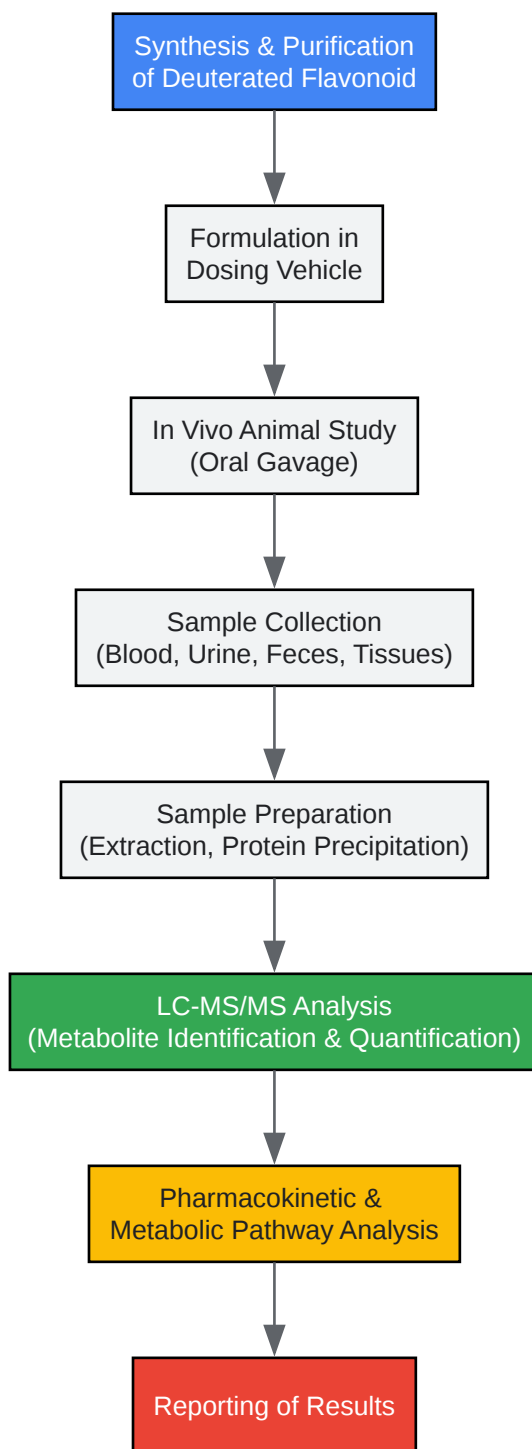 Synthesis & Purification
of Deuterated Flavonoid
Formulation in
Dosing Vehicle
In Vivo Animal Study
(Oral Gavage)
Sample Collection
(Blood, Urine, Feces, Tissues)
Sample Preparation
(Extraction, Protein Precipitation)
LC-MS/MS Analysis
(Metabolite Identification & Quantification)
Pharmacokinetic &
Metabolic Pathway Analysis
Reporting of Results